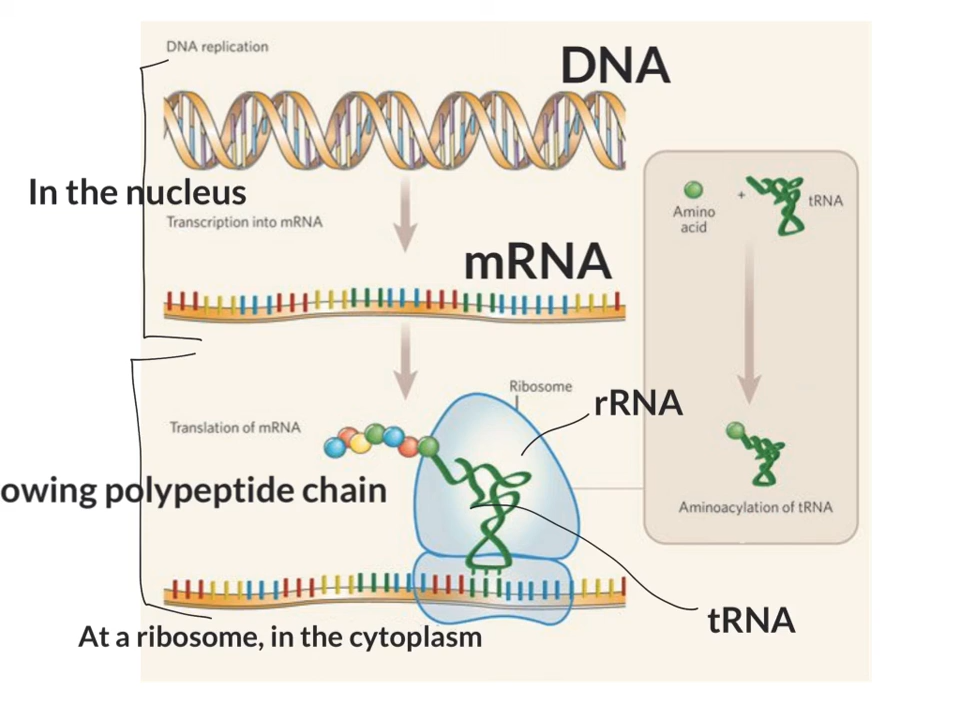 DNA replication
DNA
In the nucleus
Transcription into mRNA
mRNA
Amino
acid
+
tRNA
Ribosome
rRNA
Translation of mRNA
owing polypeptide chain
Aminoacylation of tRNA
tRNA
At a ribosome, in the cytoplasm